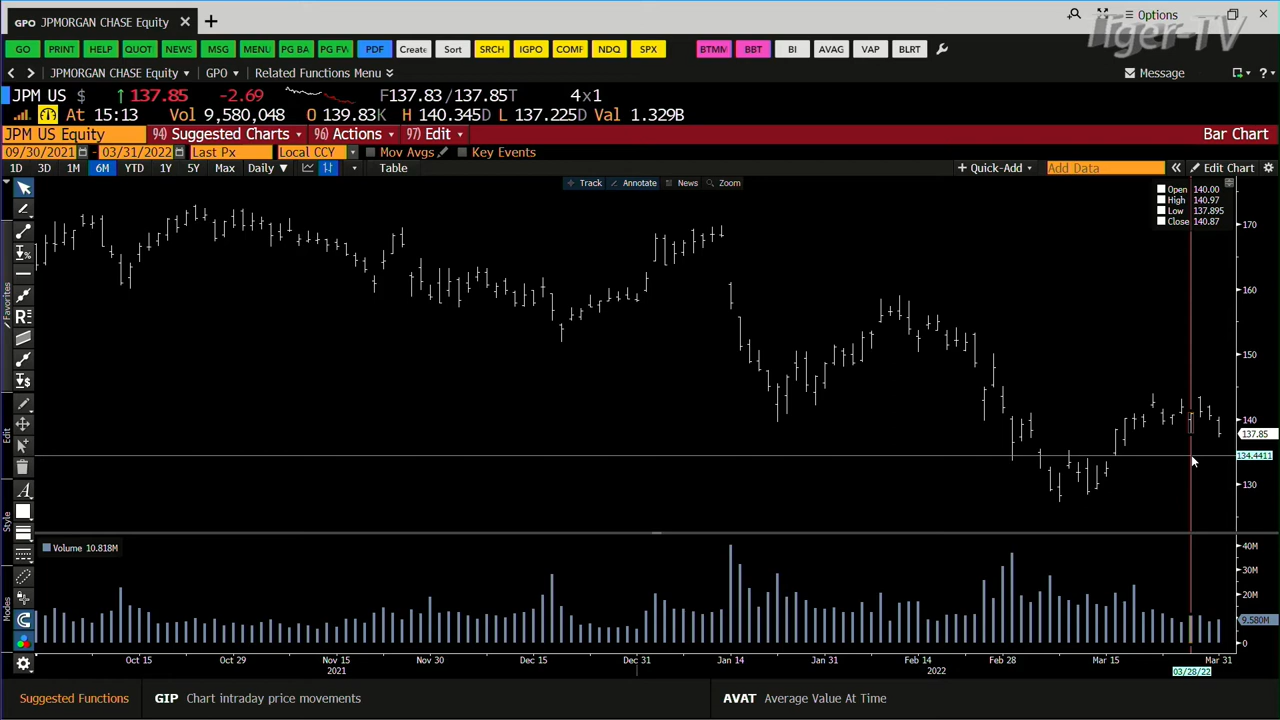 GPO JPMORGAN CHASE Equity × +
Options
Tiger-TV
GO PRINT HELP QUOT NEWS MSG MENU PG BA PG FV PDF Create Sort SRCH IGPO COMF NDQ SPX BTMM BBT BI AVAG VAP BLRT
JPMORGAN CHASE Equity GPO Related Functions Menu Message ?
JPM US $ ↑ 137.85 -2.69 F137.83/137.85T 4x1
At 15:13 Vol 9,580,048 O 139.83K H 140.345D L 137.225D Val 1.329B
JPM US Equity 94) Suggested Charts 96) Actions 97) Edit Bar Chart
09/30/2021 - 03/31/2022 Last Px Local CCY Mov Avgs Key Events
1D 3D 1M 6M YTD 1Y 5Y Max Daily Table + Quick-Add Add Data « Edit Chart
Track Annotate News Zoom
Open 140.00
High 140.97
Low 137.895
Close 140.87
170
160
150
140
137.85
134.4411
130
Favorites
Edit
Style
Modes
Volume 10.818M
40M
30M
20M
9.580M
0
Oct 15 Oct 29 Nov 15 Nov 30 Dec 15 Dec 31 Jan 14 Jan 31 Feb 14 Feb 28 Mar 15 Mar 31
2021 2022 03/28/22
Suggested Functions GIP Chart intraday price movements AVAT Average Value At Time